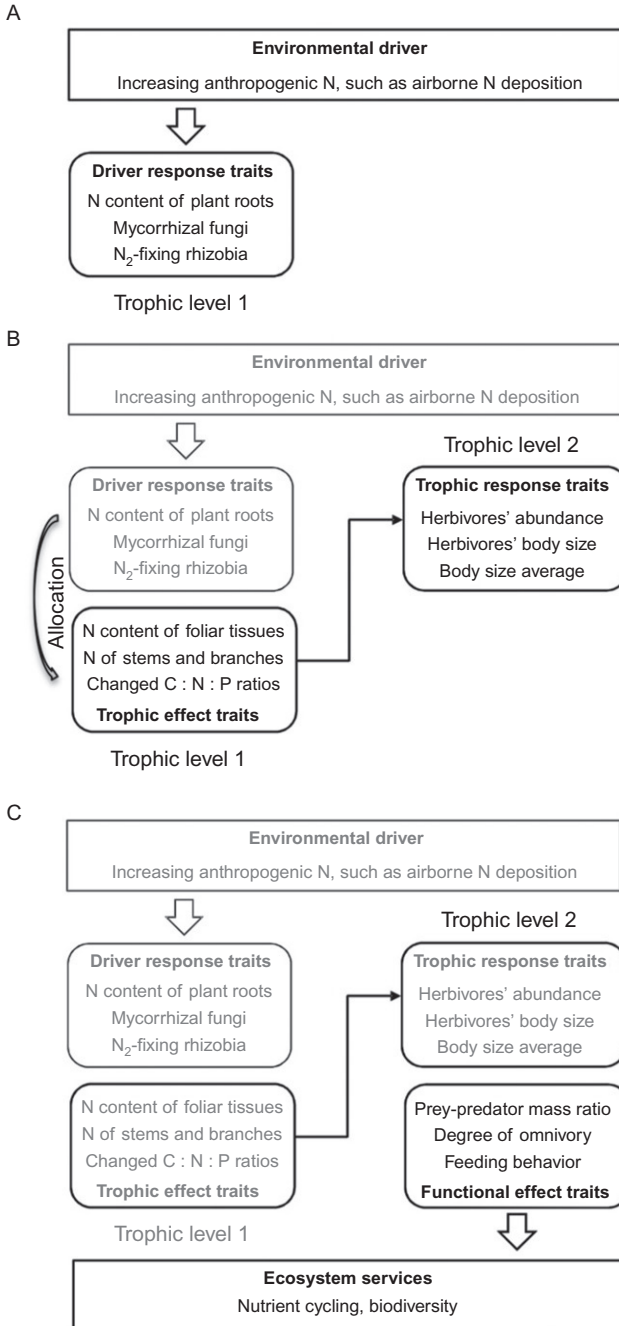 A
Environmental driver
Increasing anthropogenic N, such as airborne N deposition
Driver response traits
N content of plant roots
Mycorrhizal fungi
N₂-fixing rhizobia
Trophic level 1
B
Environmental driver
Increasing anthropogenic N, such as airborne N deposition
Trophic level 2
Driver response traits
N content of plant roots
Mycorrhizal fungi
N₂-fixing rhizobia
Trophic response traits
Herbivores’ abundance
Herbivores’ body size
Body size average
Allocation
N content of foliar tissues
N of stems and branches
Changed C : N : P ratios
Trophic effect traits
Trophic level 1
C
Environmental driver
Increasing anthropogenic N, such as airborne N deposition
Trophic level 2
Driver response traits
N content of plant roots
Mycorrhizal fungi
N₂-fixing rhizobia
Trophic response traits
Herbivores’ abundance
Herbivores’ body size
Body size average
N content of foliar tissues
N of stems and branches
Changed C : N : P ratios
Trophic effect traits
Trophic level 1
Prey-predator mass ratio
Degree of omnivory
Feeding behavior
Functional effect traits
Ecosystem services
Nutrient cycling, biodiversity